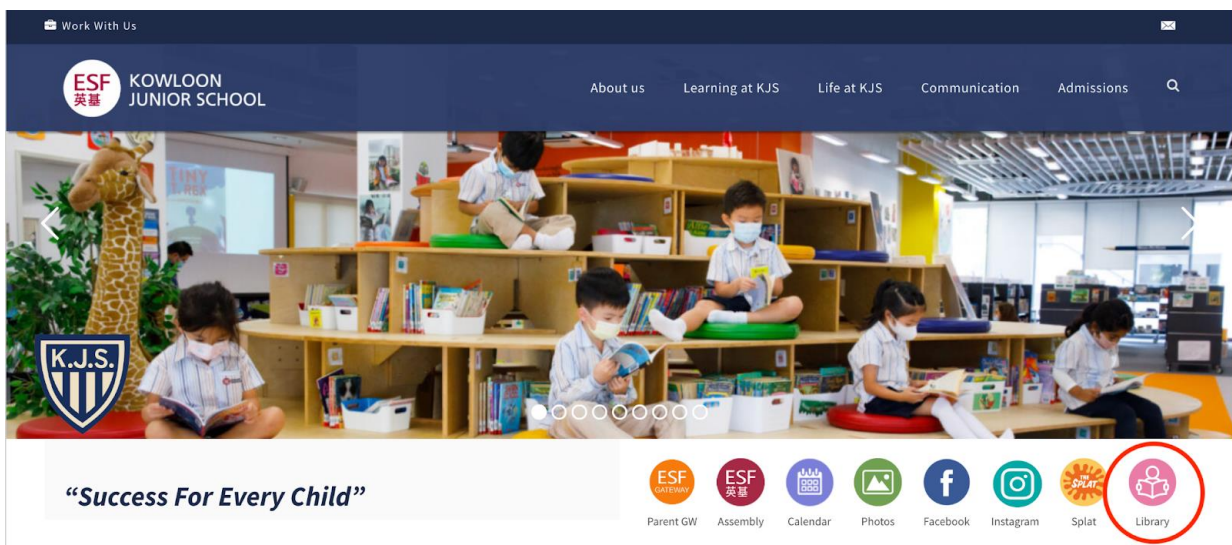 Work With Us
ESF
英基
KOWLOON
JUNIOR SCHOOL
About us
Learning at KJS
Life at KJS
Communication
Admissions
TINY
T. REX
K.J.S.
“Success For Every Child”
ESF
GATEWAY
Parent GW
ESF
英基
Assembly
Calendar
Photos
Facebook
Instagram
THE
SPLAT
Splat
Library